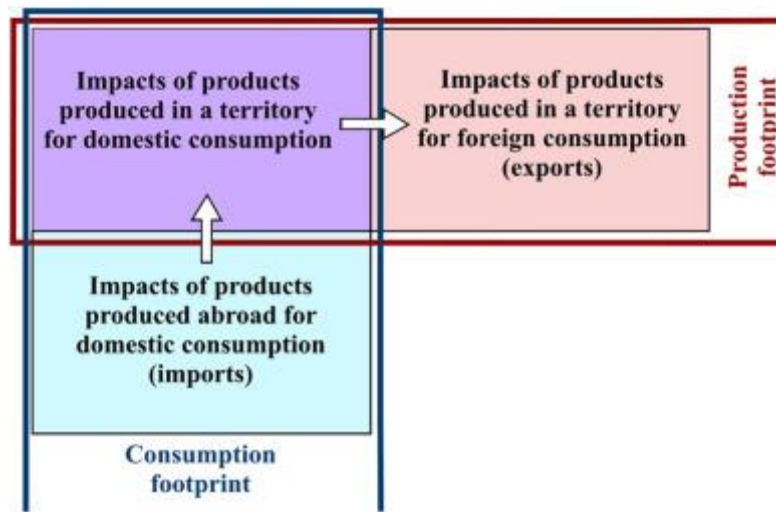 Impacts of products
produced in a territory
for domestic consumption
Impacts of products
produced in a territory
for foreign consumption
(exports)
Production
footprint
Impacts of products
produced abroad for
domestic consumption
(imports)
Consumption
footprint